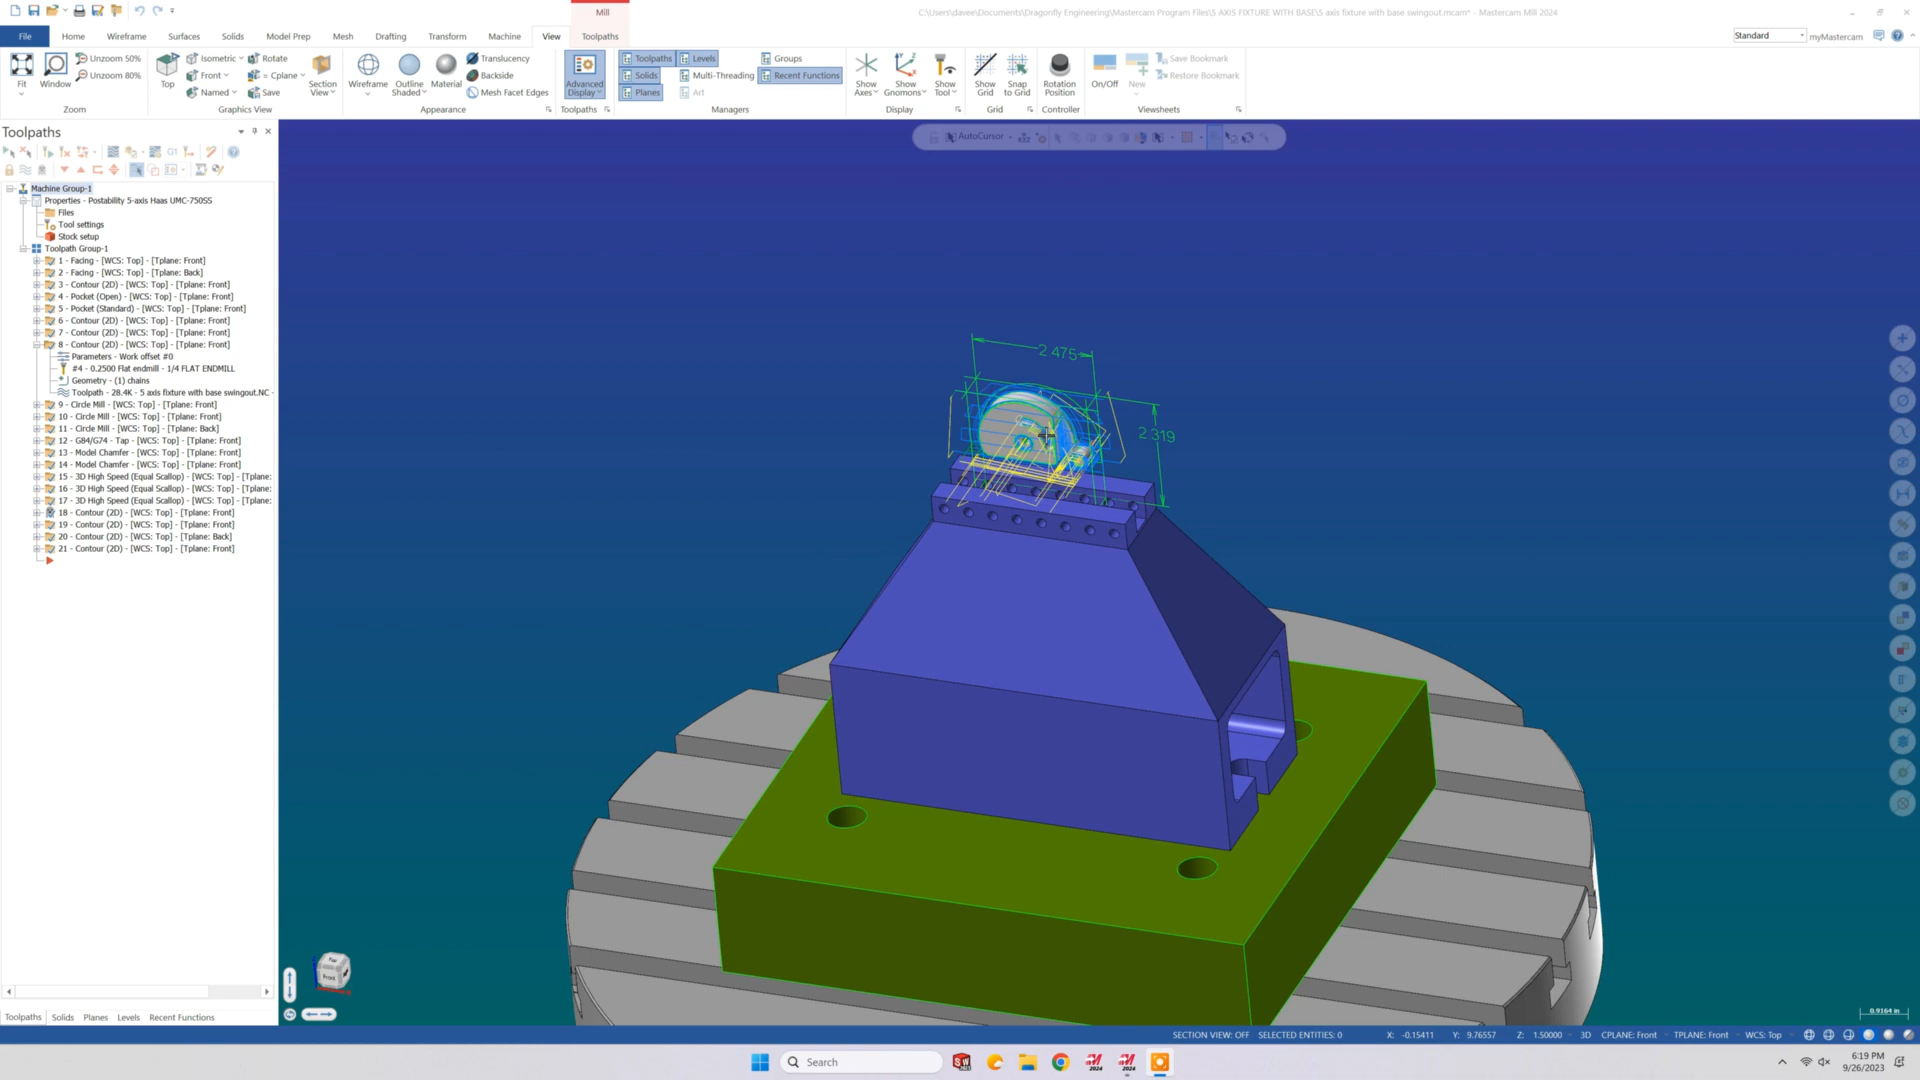 C:\Users\davee\Documents\Dragonfly Engineering\Mastercam Program Files\5 AXIS FIXTURE WITH BASE\5 axis fixture with base swingout.mcam* - Mastercam Mill 2024
Mill
File Home Wireframe Surfaces Solids Model Prep Mesh Drafting Transform Machine View Toolpaths
Standard myMastercam
Fit
Window
Unzoom 50%
Unzoom 80%
Zoom
Top
Isometric
Front
Named
Rotate
= Cplane
Save
Section View
Graphics View
Wireframe
Outline Shaded
Material
Translucency
Backside
Mesh Facet Edges
Appearance
Advanced Display
Toolpaths
Toolpaths
Solids
Planes
Levels
Multi-Threading
Art
Groups
Recent Functions
Managers
Show Axes
Show Gnomons
Show Tool
Display
Show Grid
Snap to Grid
Grid
Rotation Position
Controller
On/Off
New
Save Bookmark
Restore Bookmark
Viewsheets
Toolpaths
AutoCursor
G1
Machine Group-1
Properties - Postability 5-axis Haas UMC-750SS
Files
Tool settings
Stock setup
Toolpath Group-1
1 - Facing - [WCS: Top] - [Tplane: Front]
2 - Facing - [WCS: Top] - [Tplane: Back]
3 - Contour (2D) - [WCS: Top] - [Tplane: Front]
4 - Pocket (Open) - [WCS: Top] - [Tplane: Front]
5 - Pocket (Standard) - [WCS: Top] - [Tplane: Front]
6 - Contour (2D) - [WCS: Top] - [Tplane: Front]
7 - Contour (2D) - [WCS: Top] - [Tplane: Front]
8 - Contour (2D) - [WCS: Top] - [Tplane: Front]
Parameters - Work offset #0
#4 - 0.2500 Flat endmill - 1/4 FLAT ENDMILL
Geometry - (1) chains
Toolpath - 28.4K - 5 axis fixture with base swingout.NC -
9 - Circle Mill - [WCS: Top] - [Tplane: Front]
10 - Circle Mill - [WCS: Top] - [Tplane: Front]
11 - Circle Mill - [WCS: Top] - [Tplane: Back]
12 - G84/G74 - Tap - [WCS: Top] - [Tplane: Front]
13 - Model Chamfer - [WCS: Top] - [Tplane: Front]
14 - Model Chamfer - [WCS: Top] - [Tplane: Front]
15 - 3D High Speed (Equal Scallop) - [WCS: Top] - [Tplane:
16 - 3D High Speed (Equal Scallop) - [WCS: Top] - [Tplane:
17 - 3D High Speed (Equal Scallop) - [WCS: Top] - [Tplane:
18 - Contour (2D) - [WCS: Top] - [Tplane: Front]
19 - Contour (2D) - [WCS: Top] - [Tplane: Front]
20 - Contour (2D) - [WCS: Top] - [Tplane: Back]
21 - Contour (2D) - [WCS: Top] - [Tplane: Front]
2.475
2.319
Top
Front
0.9164 in
Toolpaths Solids Planes Levels Recent Functions
SECTION VIEW: OFF SELECTED ENTITIES: 0 X: -0.15411 Y: 9.76557 Z: 1.50000 3D CPLANE: Front TPLANE: Front WCS: Top
Search
2024
2024
6:19 PM
9/26/2023